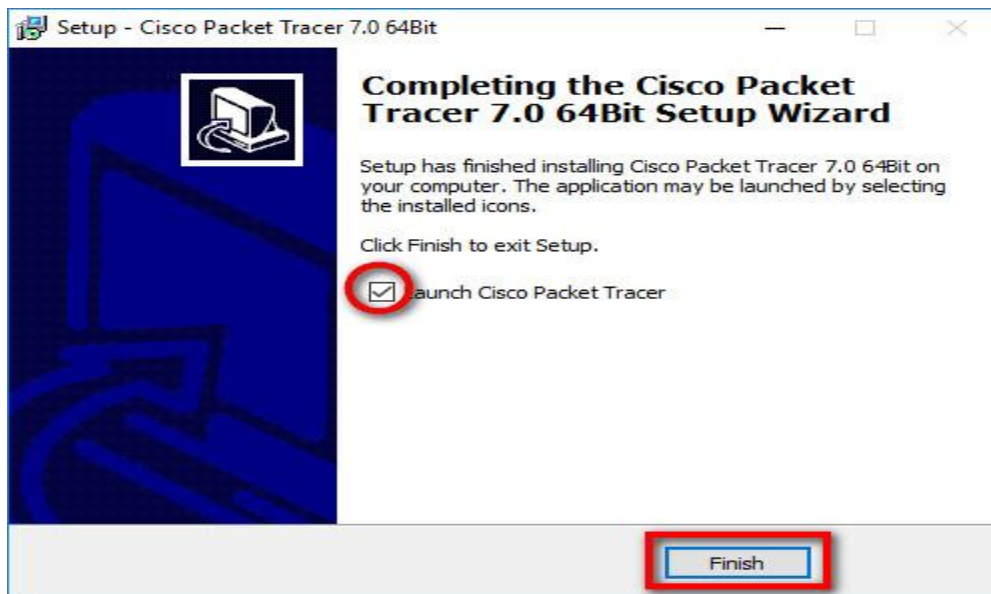 Setup - Cisco Packet Tracer 7.0 64Bit
Completing the Cisco Packet
Tracer 7.0 64Bit Setup Wizard
Setup has finished installing Cisco Packet Tracer 7.0 64Bit on
your computer. The application may be launched by selecting
the installed icons.
Click Finish to exit Setup.
Launch Cisco Packet Tracer
Finish